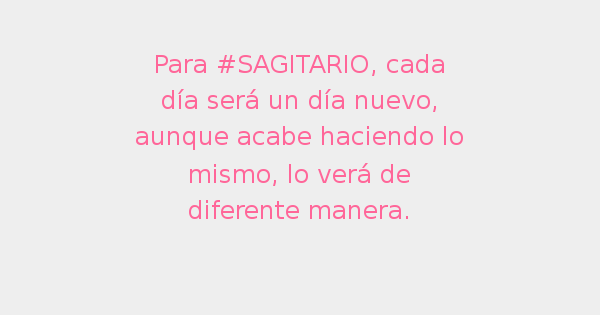 Para #SAGITARIO, cada
día será un día nuevo,
aunque acabe haciendo lo
mismo, lo verá de
diferente manera.